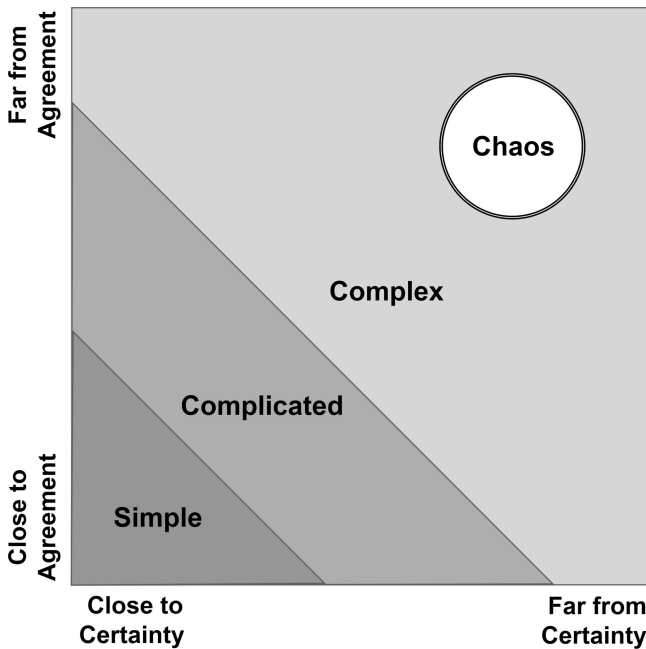 Far from
Agreement
Chaos
Complex
Complicated
Close to
Agreement
Simple
Close to
Certainty
Far from
Certainty